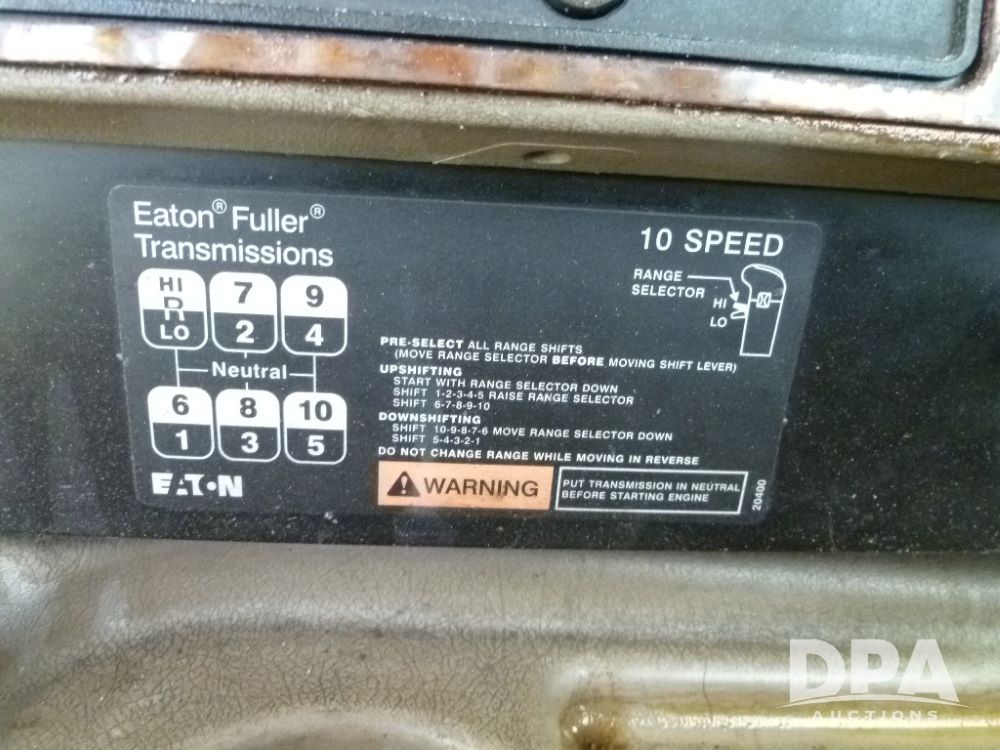 Eaton® Fuller®
Transmissions
10 SPEED
HI
R
LO
7
2
9
4
Neutral
6
1
8
3
10
5
EATON
RANGE
SELECTOR
HI
LO
PRE-SELECT ALL RANGE SHIFTS
(MOVE RANGE SELECTOR BEFORE MOVING SHIFT LEVER)
UPSHIFTING
START WITH RANGE SELECTOR DOWN
SHIFT 1-2-3-4-5 RAISE RANGE SELECTOR
SHIFT 6-7-8-9-10
DOWNSHIFTING
SHIFT 10-9-8-7-6 MOVE RANGE SELECTOR DOWN
SHIFT 5-4-3-2-1
DO NOT CHANGE RANGE WHILE MOVING IN REVERSE
WARNING
PUT TRANSMISSION IN NEUTRAL
BEFORE STARTING ENGINE
20400
DPA
AUCTIONS